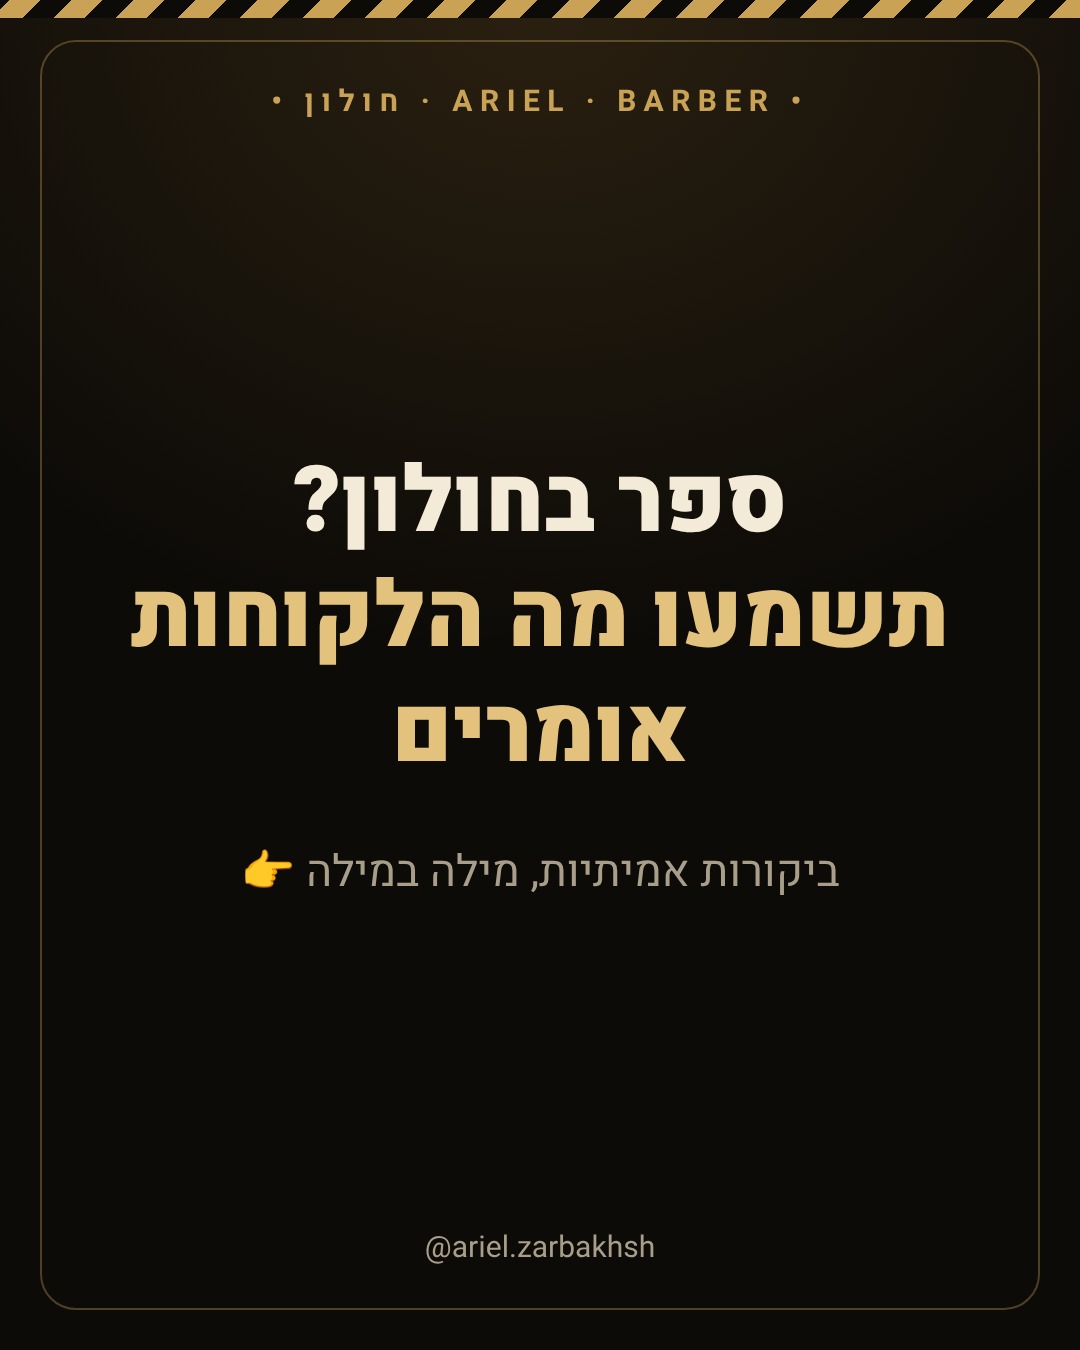 • חולון · ARIEL · BARBER •
ספר בחולון?
תשמעו מה הלקוחות
אומרים
ביקורות אמיתיות, מילה במילה 👉
@ariel.zarbakhsh